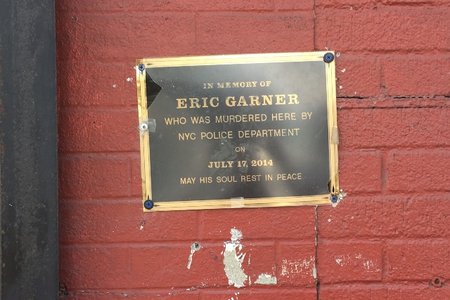 IN MEMORY OF
ERIC GARNER
WHO WAS MURDERED HERE BY
NYC POLICE DEPARTMENT
ON
JULY 17, 2014
MAY HIS SOUL REST IN PEACE